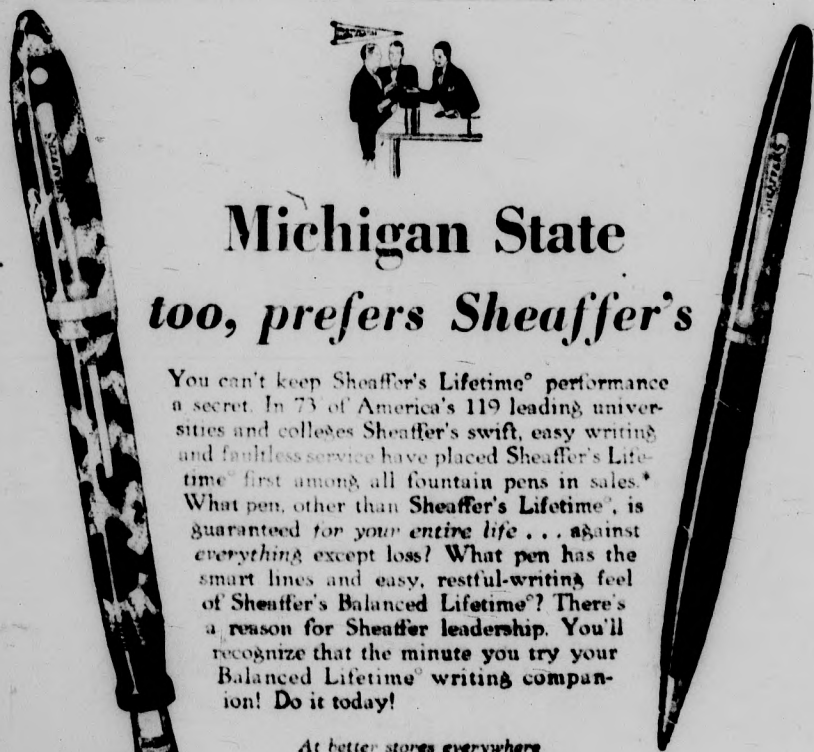 Michigan State
too, prefers Sheaffer's
You can't keep Sheaffer's Lifetime° performance
a secret. In 73 of America's 119 leading univer-
sities and colleges Sheaffer's swift, easy writing
and faultless service have placed Sheaffer's Life-
time° first among all fountain pens in sales.*
What pen, other than Sheaffer's Lifetime°, is
guaranteed for your entire life . . . against
everything except loss? What pen has the
smart lines and easy, restful-writing feel
of Sheaffer's Balanced Lifetime°? There's
a reason for Sheaffer leadership. You'll
recognize that the minute you try your
Balanced Lifetime° writing compan-
ion! Do it today!
At better stores everywhere
SHEAFFER'S
SHEAFFER'S